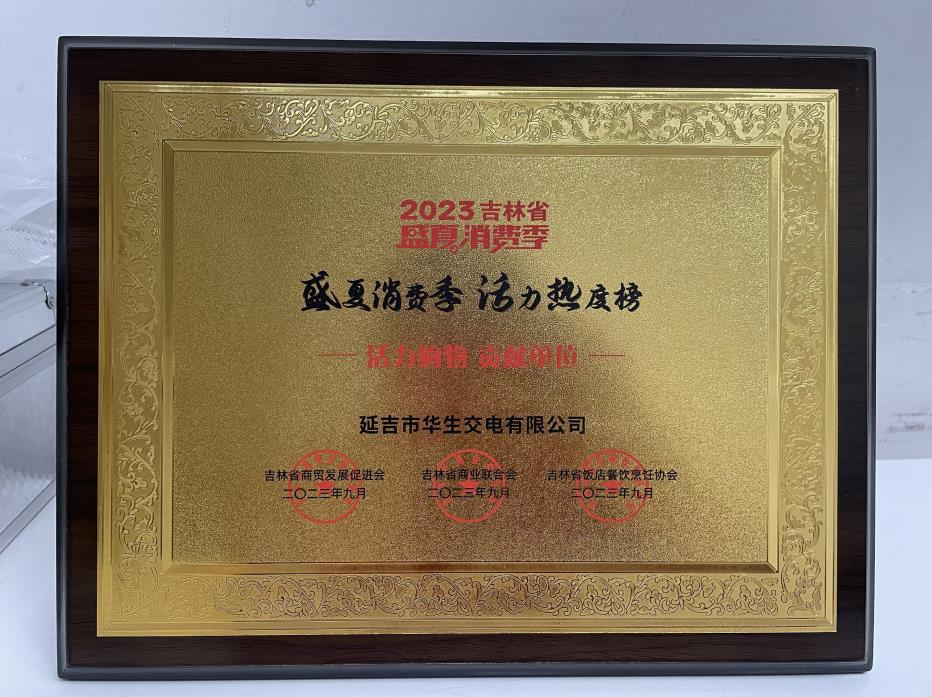 2023吉林省
盛夏消费季
盛夏消费季 活力热度榜
活力购物 贡献单位
延吉市华生交电有限公司
吉林省商贸发展促进会 吉林省商业联合会 吉林省饭店餐饮烹饪协会
二〇二三年九月 二〇二三年九月 二〇二三年九月